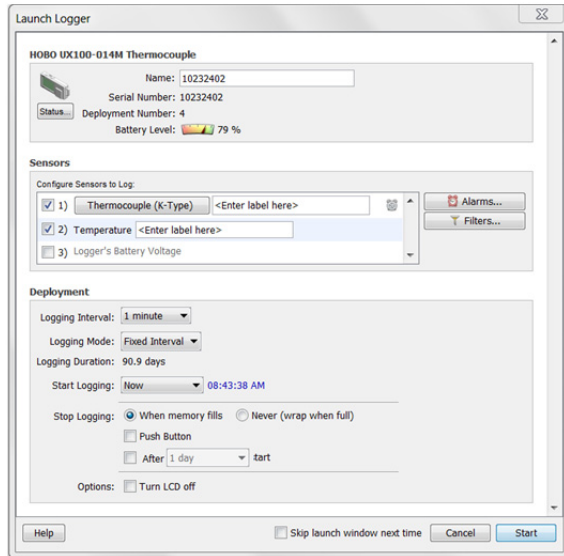 Launch Logger
HOBO UX100-014M Thermocouple
Name: 10232402
Serial Number: 10232402
Status... Deployment Number: 4
Battery Level: 79 %
Sensors
Configure Sensors to Log:
1) Thermocouple (K-Type) <Enter label here>
Alarms...
2) Temperature <Enter label here>
Filters...
3) Logger's Battery Voltage
Deployment
Logging Interval: 1 minute
Logging Mode: Fixed Interval
Logging Duration: 90.9 days
Start Logging: Now 08:43:38 AM
Stop Logging: When memory fills Never (wrap when full)
Push Button
After 1 day tart
Options: Turn LCD off
Help Skip launch window next time Cancel Start